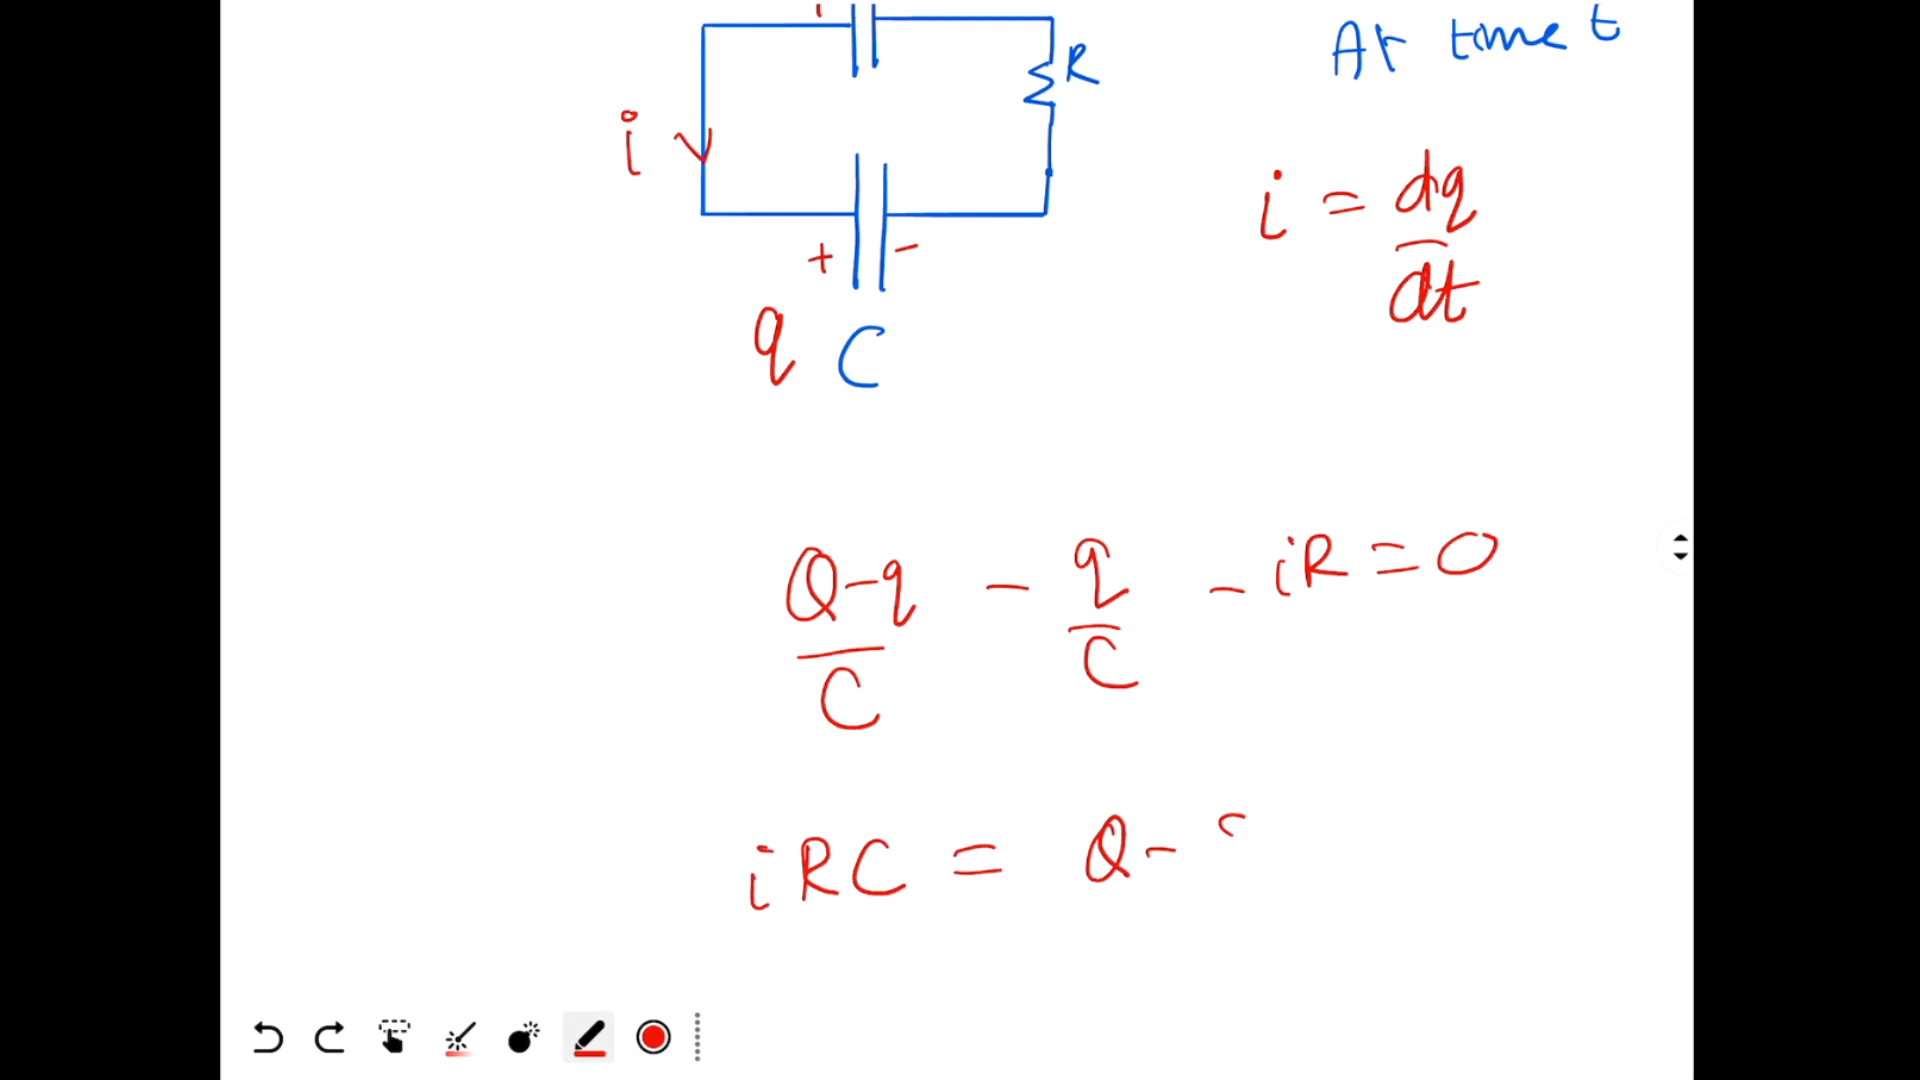 R
At time t
i
i = dq/dt
+ -
q C
Q-q/C - q/C - iR = 0
iRC = Q-